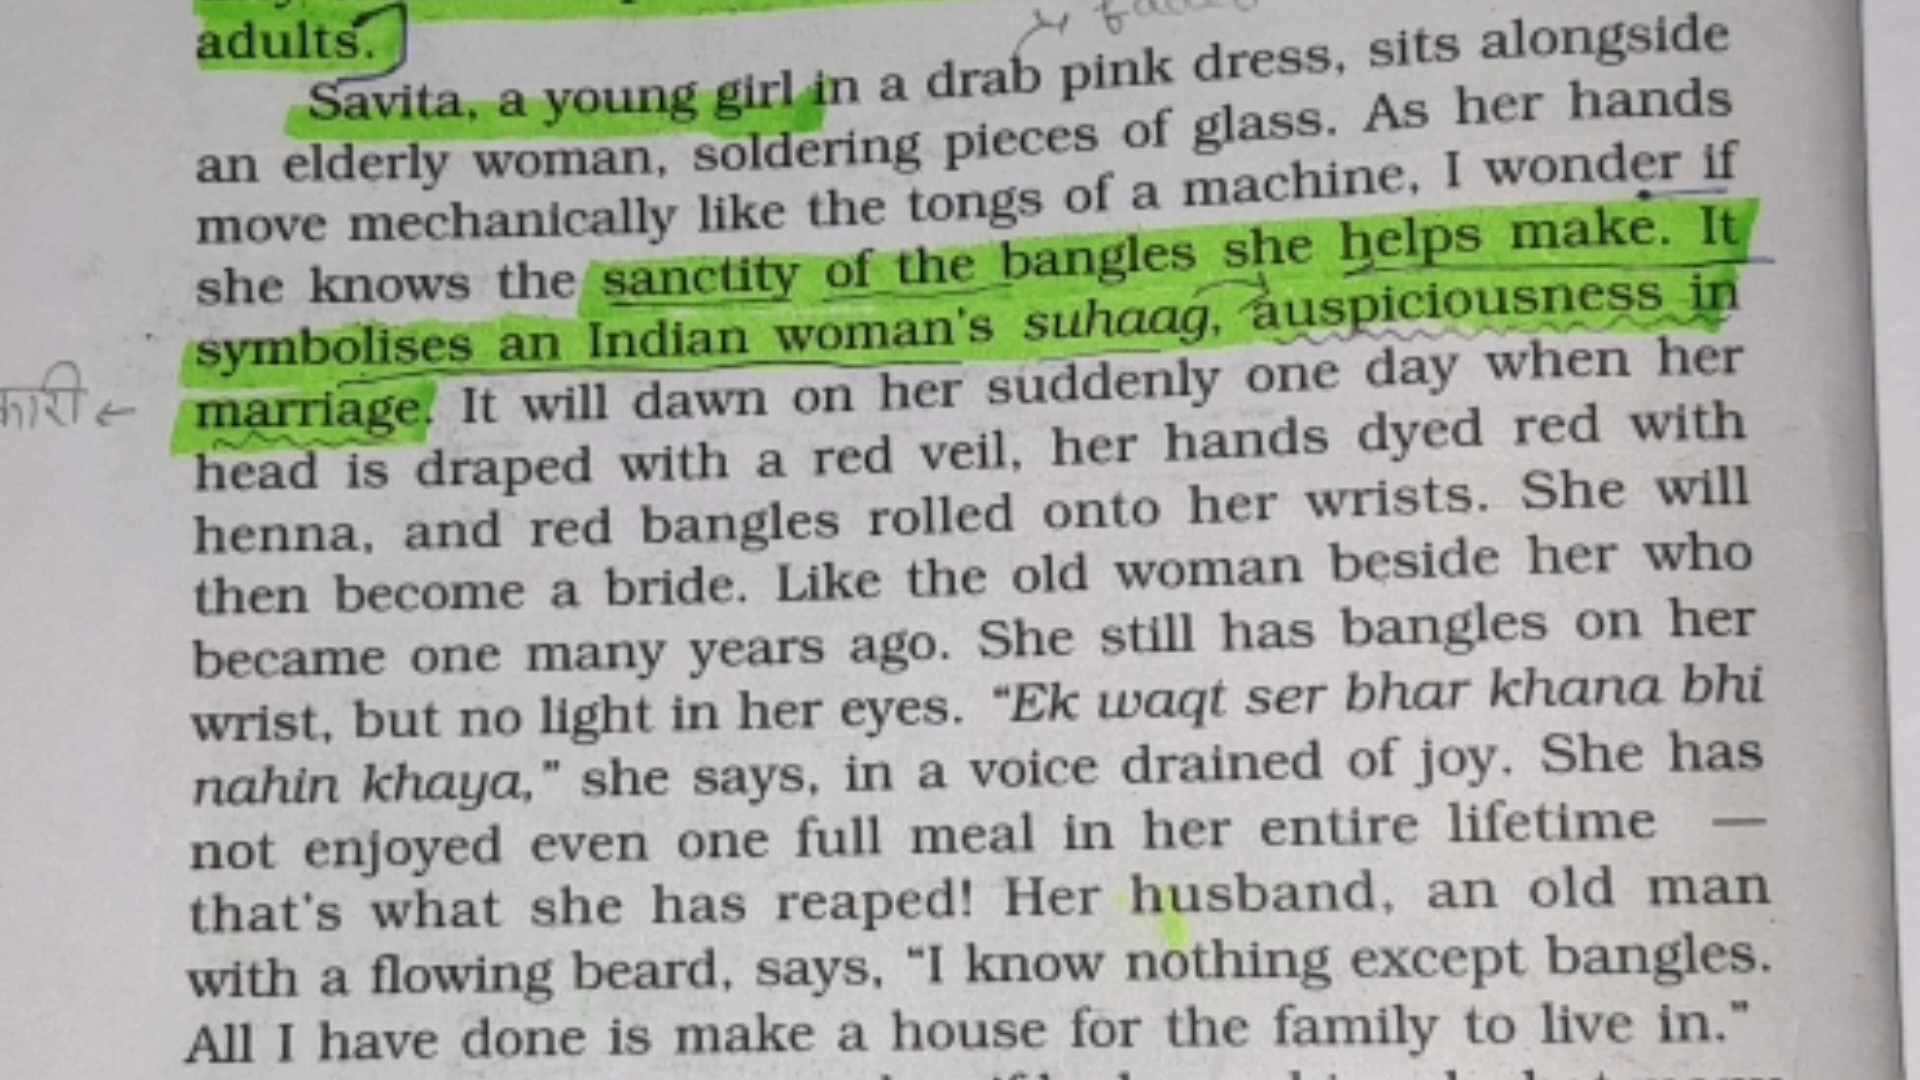 adults.
Savita, a young girl in a drab pink dress, sits alongside
an elderly woman, soldering pieces of glass. As her hands
move mechanically like the tongs of a machine, I wonder if
she knows the sanctity of the bangles she helps make. It
symbolises an Indian woman's suhaag, auspiciousness in
marriage. It will dawn on her suddenly one day when her
head is draped with a red veil, her hands dyed red with
henna, and red bangles rolled onto her wrists. She will
then become a bride. Like the old woman beside her who
became one many years ago. She still has bangles on her
wrist, but no light in her eyes. “Ek waqt ser bhar khana bhi
nahin khaya,” she says, in a voice drained of joy. She has
not enjoyed even one full meal in her entire lifetime —
that's what she has reaped! Her husband, an old man
with a flowing beard, says, “I know nothing except bangles.
All I have done is make a house for the family to live in.”